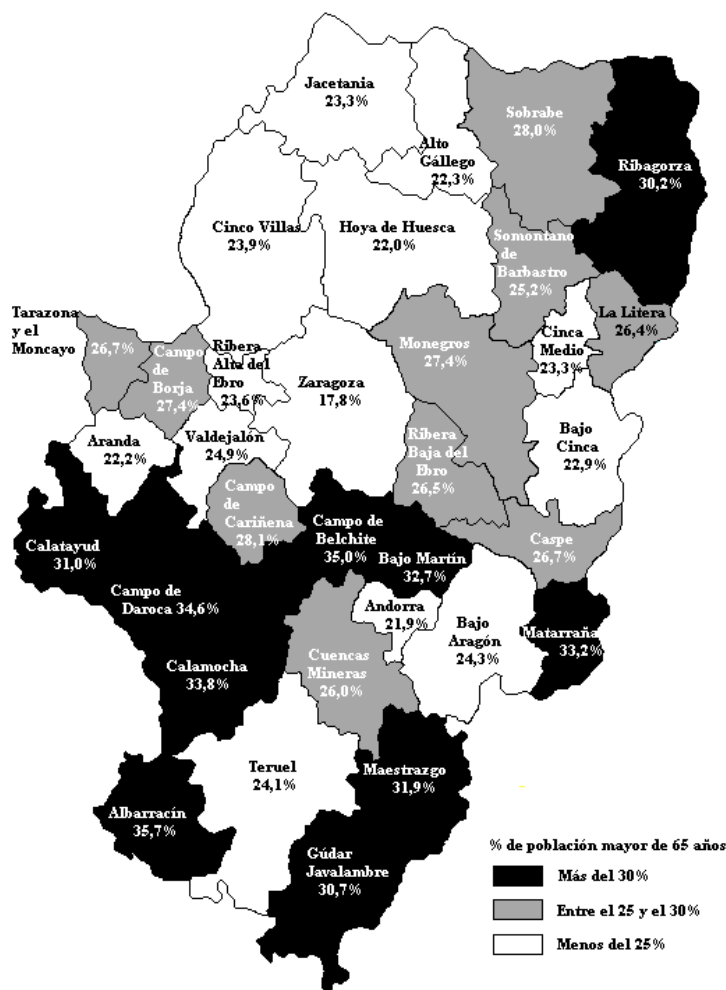 Jacetania
23,3%
Sobrabe
28,0%
Alto
Gállego
22,3%
Ribagorza
30,2%
Cinco Villas
23,9%
Hoya de Huesca
22,0%
Somontano
de
Barbastro
25,2%
Tarazona
y el
Moncayo
26,7%
Campo
de
Borja
27,4%
Ribera
Alta del
Ebro
23,6%
Zaragoza
17,8%
Monegros
27,4%
Cinca
Medio
23,3%
La Litera
26,4%
Aranda
22,2%
Valdejalón
24,9%
Ribera
Baja del
Ebro
26,5%
Bajo
Cinca
22,9%
Campo
de
Cariñena
28,1%
Calatayud
31,0%
Campo de
Belchite
35,0%
Bajo Martín
32,7%
Caspe
26,7%
Campo de
Daroca 34,6%
Andorra
21,9%
Bajo
Aragón
24,3%
Matarraña
33,2%
Calamocha
33,8%
Cuencas
Mineras
26,0%
Teruel
24,1%
Maestrazgo
31,9%
Albarracín
35,7%
Gúdar
Javalambre
30,7%
% de población mayor de 65 años
Más del 30%
Entre el 25 y el 30%
Menos del 25%